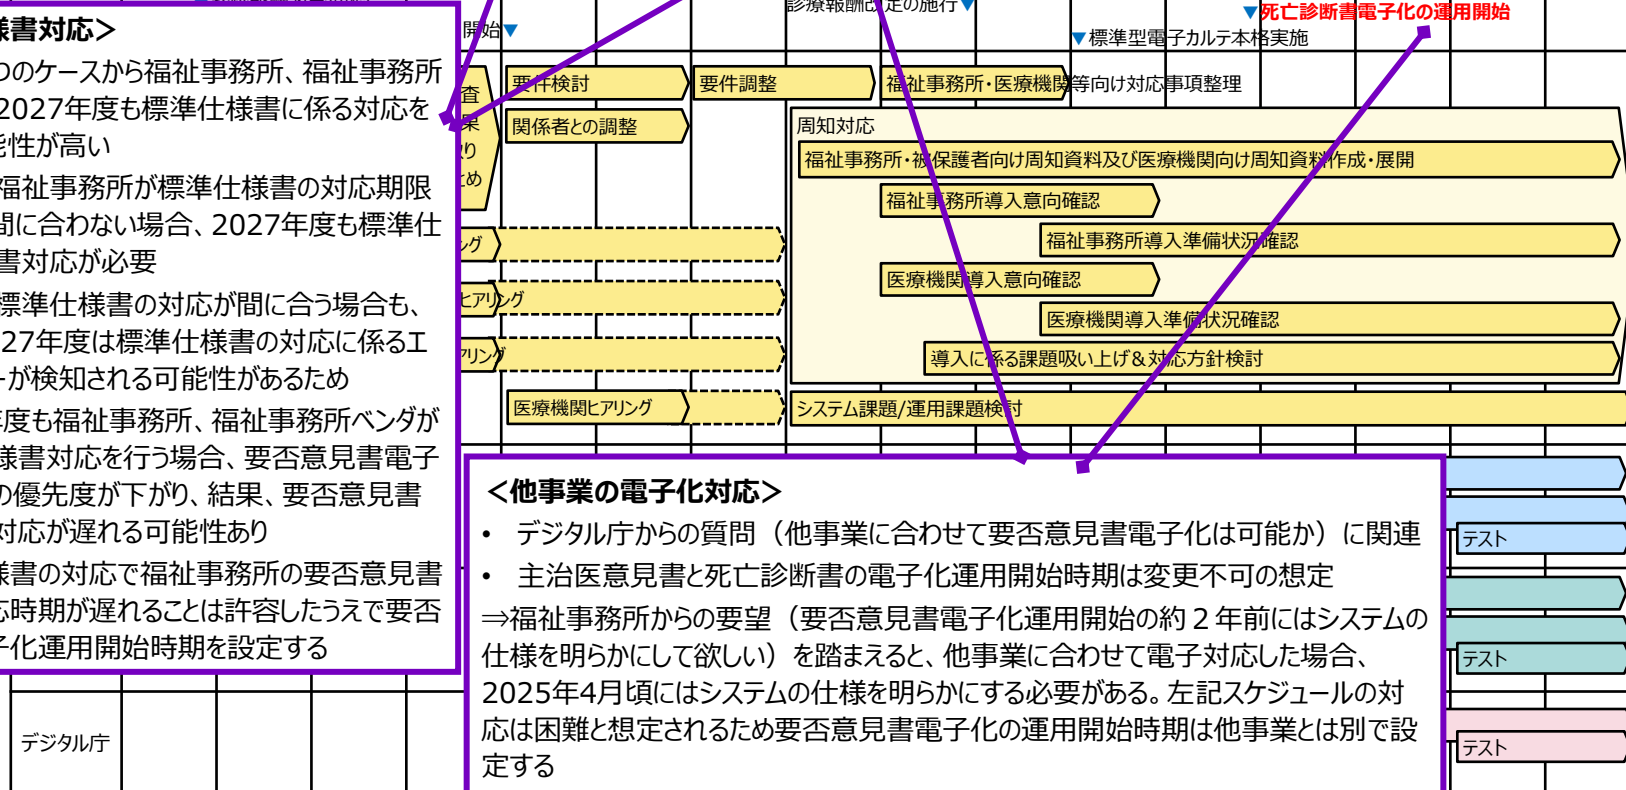 診療報酬改定の施行▼
▼死亡診断書電子化の運用開始
開始▼
▼標準型電子カルテ本格実施
様書対応＞
つのケースから福祉事務所、福祉事務所
2027年度も標準仕様書に係る対応を
能性が高い
福祉事務所が標準仕様書の対応期限
間に合わない場合、2027年度も標準仕
書対応が必要
標準仕様書の対応が間に合う場合も、
27年度は標準仕様書の対応に係るエ
ーが検知される可能性があるため
年度も福祉事務所、福祉事務所ベンダが
様書対応を行う場合、要否意見書電子
の優先度が下がり、結果、要否意見書
対応が遅れる可能性あり
様書の対応で福祉事務所の要否意見書
応時期が遅れることは許容したうえで要否
子化運用開始時期を設定する
査
果
り
め
要件検討
要件調整
福祉事務所・医療機関等向け対応事項整理
関係者との調整
周知対応
福祉事務所・被保護者向け周知資料及び医療機関向け周知資料作成・展開
福祉事務所導入意向確認
ング
福祉事務所導入準備状況確認
医療機関導入意向確認
ヒアリング
医療機関導入準備状況確認
アリング
導入に係る課題吸い上げ＆対応方針検討
医療機関ヒアリング
システム課題/運用課題検討
＜他事業の電子化対応＞
• デジタル庁からの質問（他事業に合わせて要否意見書電子化は可能か）に関連
• 主治医意見書と死亡診断書の電子化運用開始時期は変更不可の想定
⇒福祉事務所からの要望（要否意見書電子化運用開始の約２年前にはシステムの
仕様を明らかにして欲しい）を踏まえると、他事業に合わせて電子対応した場合、
2025年4月頃にはシステムの仕様を明らかにする必要がある。左記スケジュールの対
応は困難と想定されるため要否意見書電子化の運用開始時期は他事業とは別で設
定する
テスト
テスト
テスト
デジタル庁